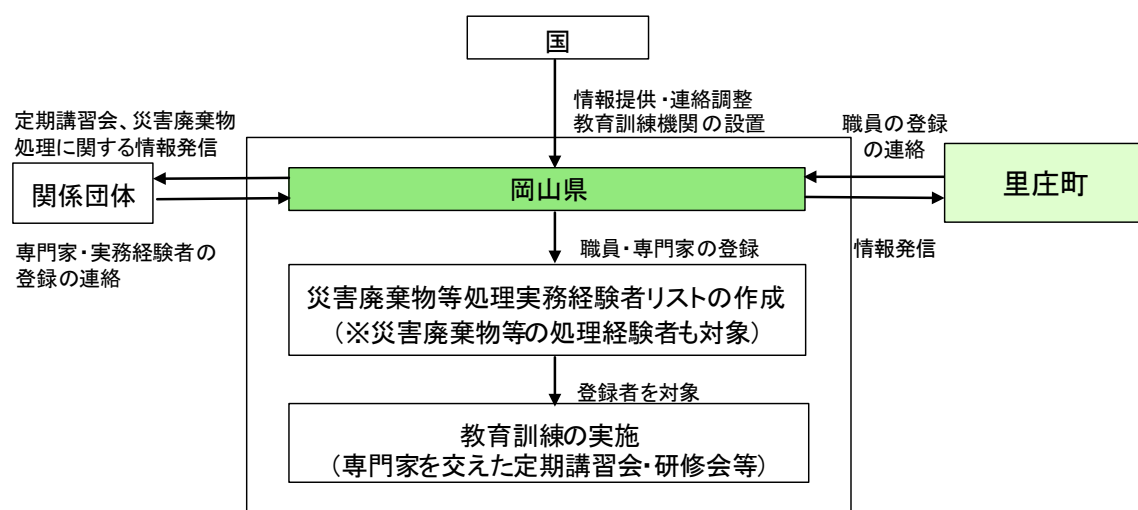 国
情報提供・連絡調整
教育訓練機関の設置
定期講習会、災害廃棄物
処理に関する情報発信
職員の登録
の連絡
関係団体
岡山県
里庄町
専門家・実務経験者の
登録の連絡
職員・専門家の登録
情報発信
災害廃棄物等処理実務経験者リストの作成
（※災害廃棄物等の処理経験者も対象）
登録者を対象
教育訓練の実施
（専門家を交えた定期講習会・研修会等）